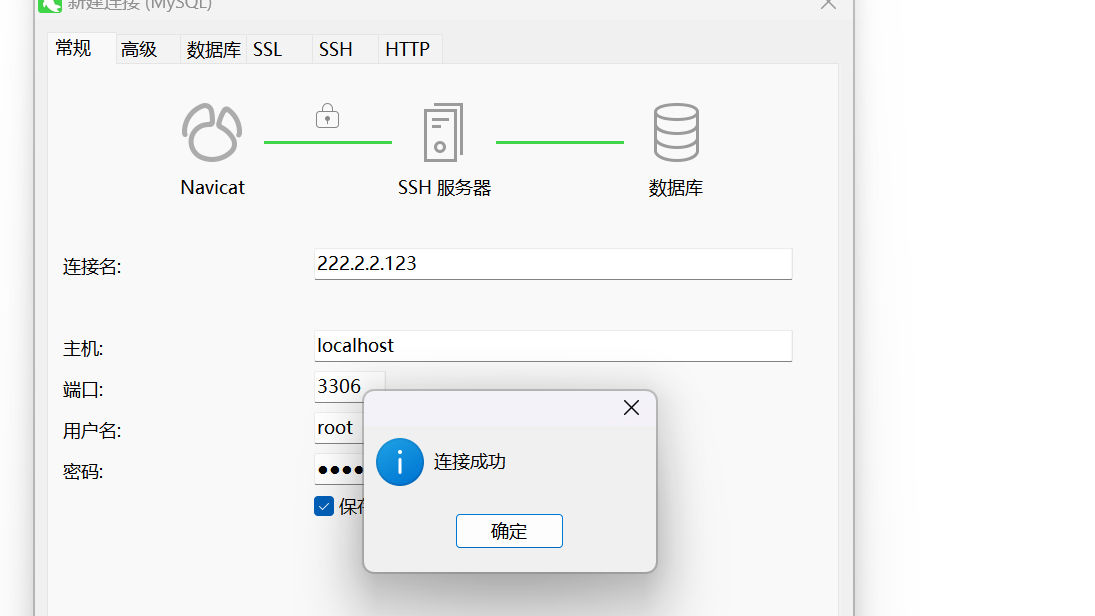 新建连接 (MySQL)
常规 高级 数据库 SSL SSH HTTP
Navicat SSH 服务器 数据库
连接名: 222.2.2.123
主机: localhost
端口: 3306
用户名: root
密码: ●●●●
保存
连接成功
确定